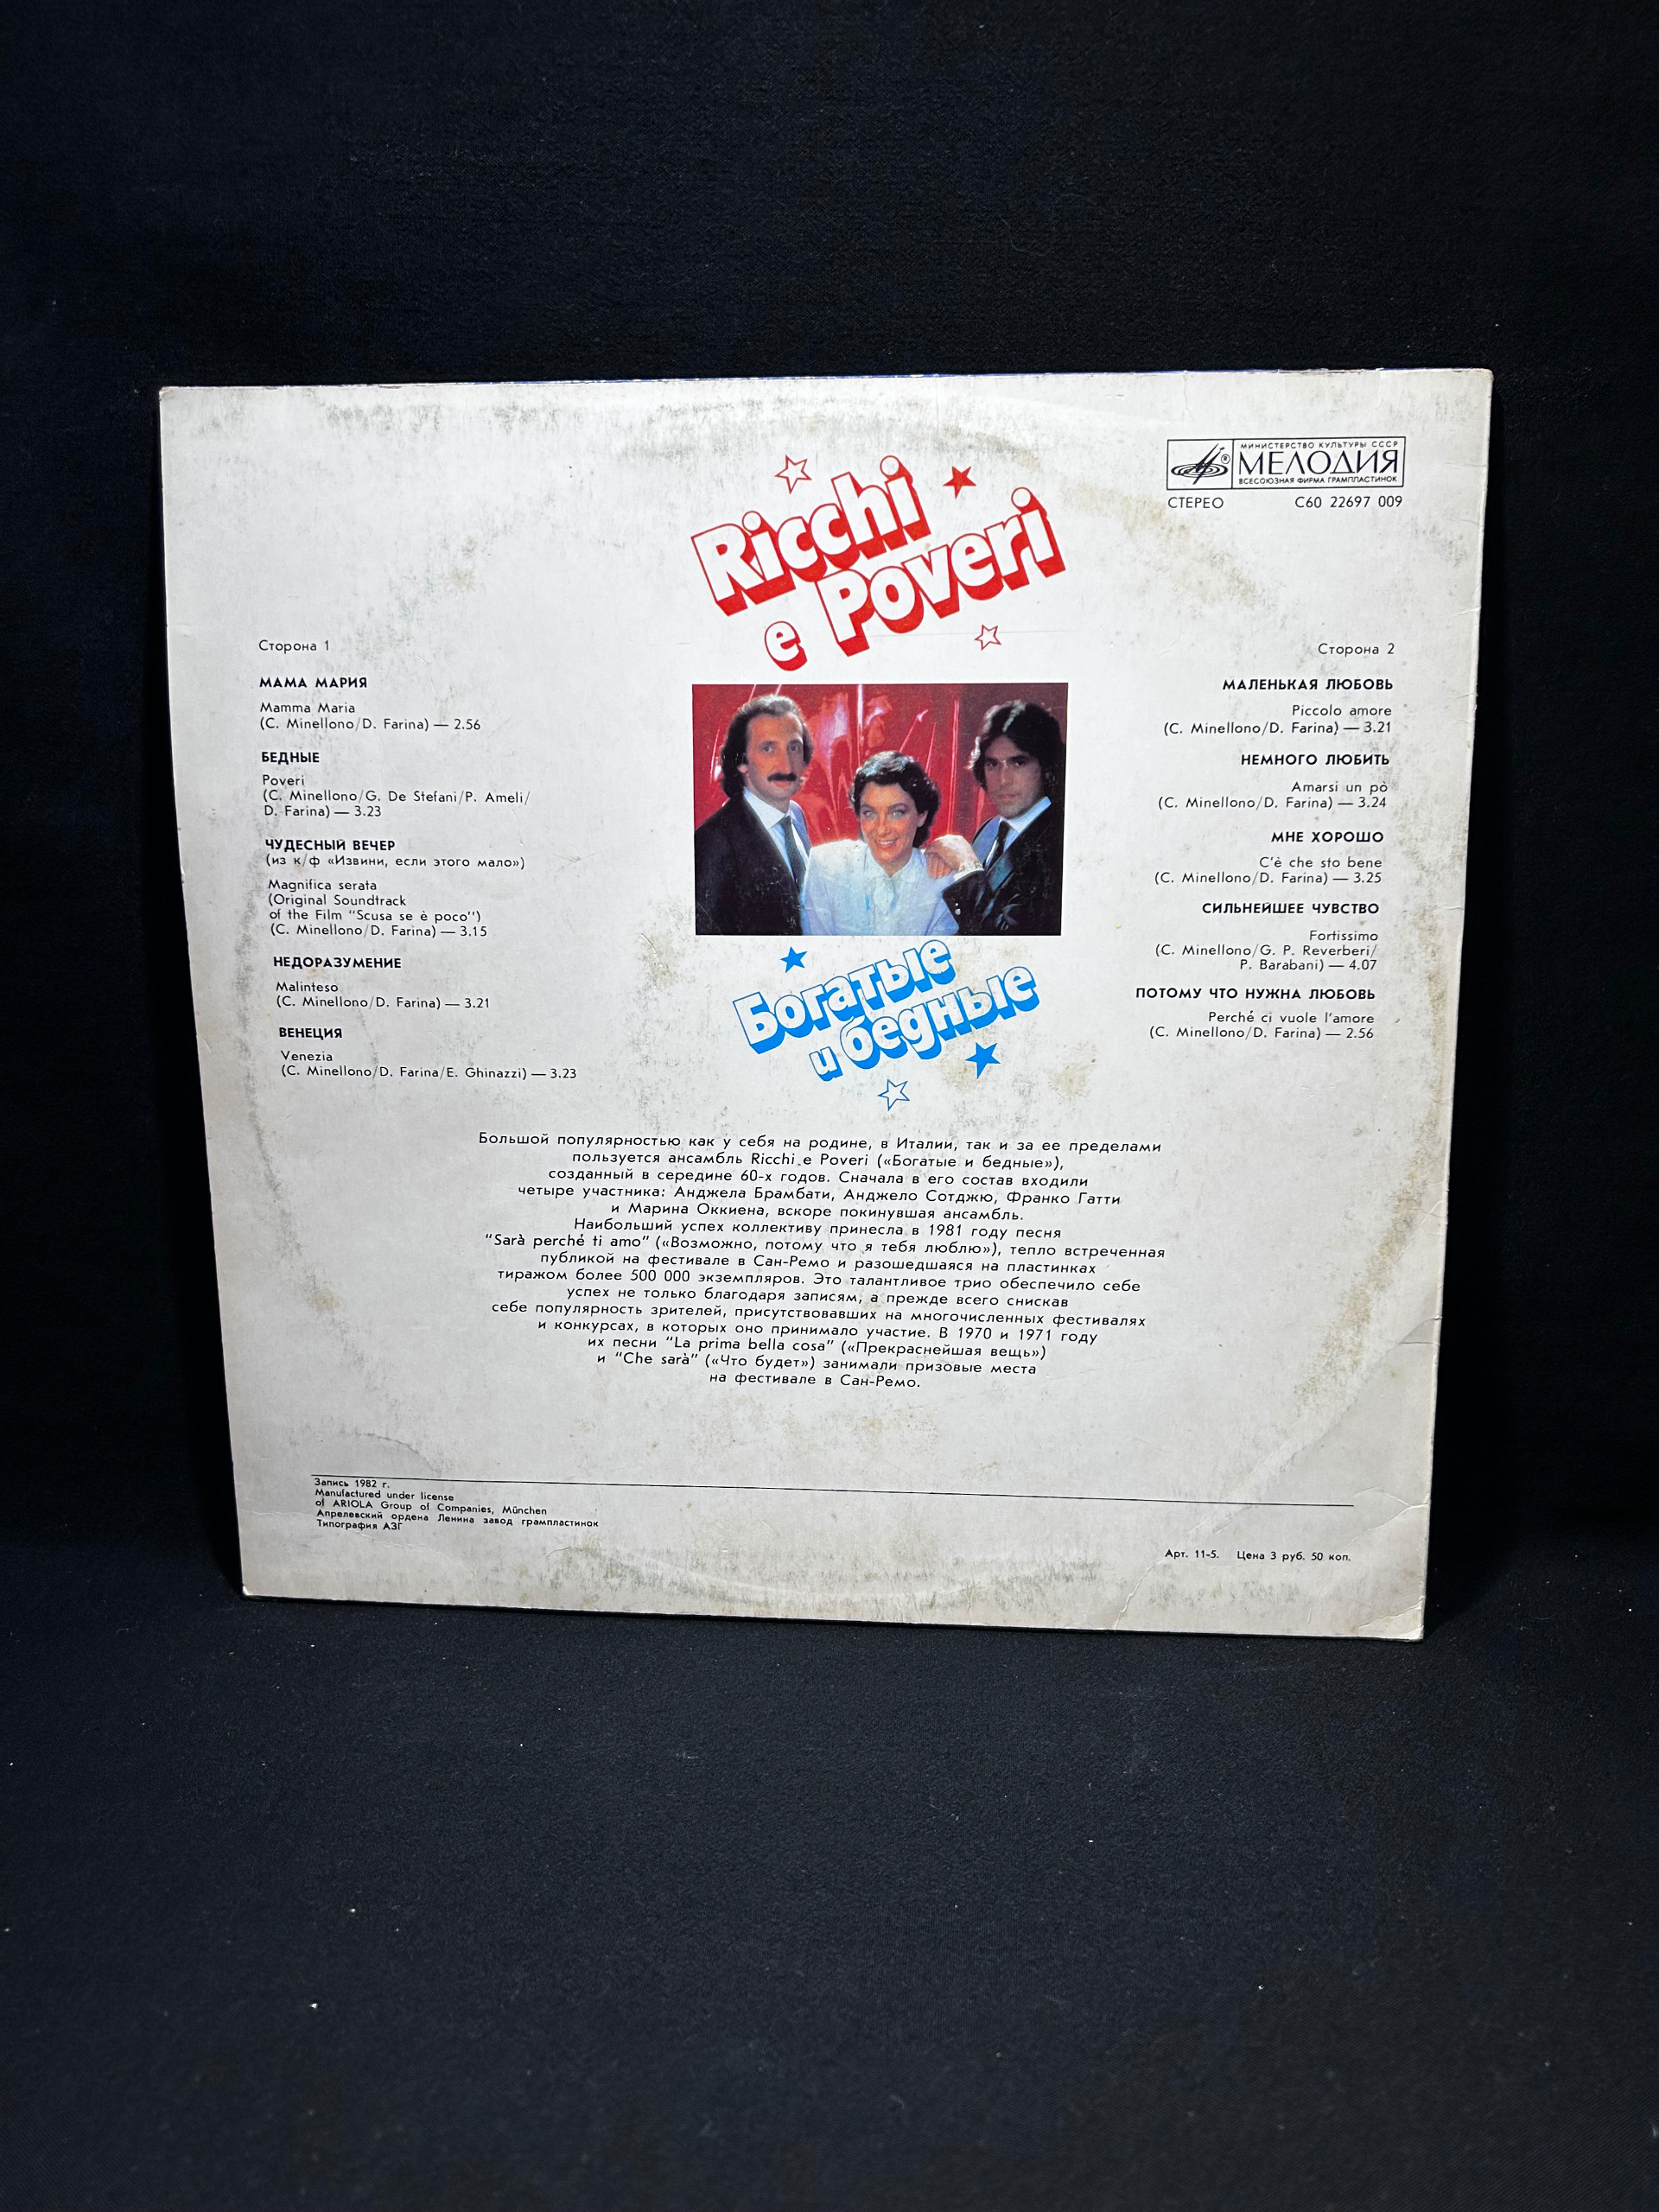 МИНИСТЕРСТВО КУЛЬТУРЫ СССР
МЕЛОДИЯ
ВСЕСОЮЗНАЯ ФИРМА ГРАМПЛАСТИНОК
СТЕРЕО С60 22697 009
Ricchi
e Poveri
Сторона 1
МАМА МАРИЯ
Mamma Maria
(C. Minellono/D. Farina) — 2.56
БЕДНЫЕ
Poveri
(C. Minellono/G. De Stefani/P. Ameli/
D. Farina) — 3.23
ЧУДЕСНЫЙ ВЕЧЕР
(из к/ф «Извини, если этого мало»)
Magnifica serata
(Original Soundtrack
of the Film "Scusa se è poco")
(C. Minellono/D. Farina) — 3.15
НЕДОРАЗУМЕНИЕ
Malinteso
(C. Minellono/D. Farina) — 3.21
ВЕНЕЦИЯ
Venezia
(C. Minellono/D. Farina/E. Ghinazzi) — 3.23
Сторона 2
МАЛЕНЬКАЯ ЛЮБОВЬ
Piccolo amore
(C. Minellono/D. Farina) — 3.21
НЕМНОГО ЛЮБИТЬ
Amarsi un pò
(C. Minellono/D. Farina) — 3.24
МНЕ ХОРОШО
C'è che sto bene
(C. Minellono/D. Farina) — 3.25
СИЛЬНЕЙШЕЕ ЧУВСТВО
Fortissimo
(C. Minellono/G. P. Reverberi/
P. Barabani) — 4.07
ПОТОМУ ЧТО НУЖНА ЛЮБОВЬ
Perché ci vuole l'amore
(C. Minellono/D. Farina) — 2.56
Богатые
и бедные
Большой популярностью как у себя на родине, в Италии, так и за ее пределами
пользуется ансамбль Ricchi e Poveri («Богатые и бедные»),
созданный в середине 60-х годов. Сначала в его состав входили
четыре участника: Анджела Брамбати, Анджело Сотджю, Франко Гатти
и Марина Оккиена, вскоре покинувшая ансамбль.
Наибольший успех коллективу принесла в 1981 году песня
"Sarà perché ti amo" («Возможно, потому что я тебя люблю»), тепло встреченная
публикой на фестивале в Сан-Ремо и разошедшаяся на пластинках
тиражом более 500 000 экземпляров. Это талантливое трио обеспечило себе
успех не только благодаря записям, а прежде всего снискав
себе популярность зрителей, присутствовавших на многочисленных фестивалях
и конкурсах, в которых оно принимало участие. В 1970 и 1971 году
их песни "La prima bella cosa" («Прекраснейшая вещь»)
и "Che sarà" («Что будет») занимали призовые места
на фестивале в Сан-Ремо.
Запись 1982 г.
Manufactured under license
of ARIOLA Group of Companies, München
Апрелевский ордена Ленина завод грампластинок
Типография АЗГ
Арт. 11-5. Цена 3 руб. 50 коп.